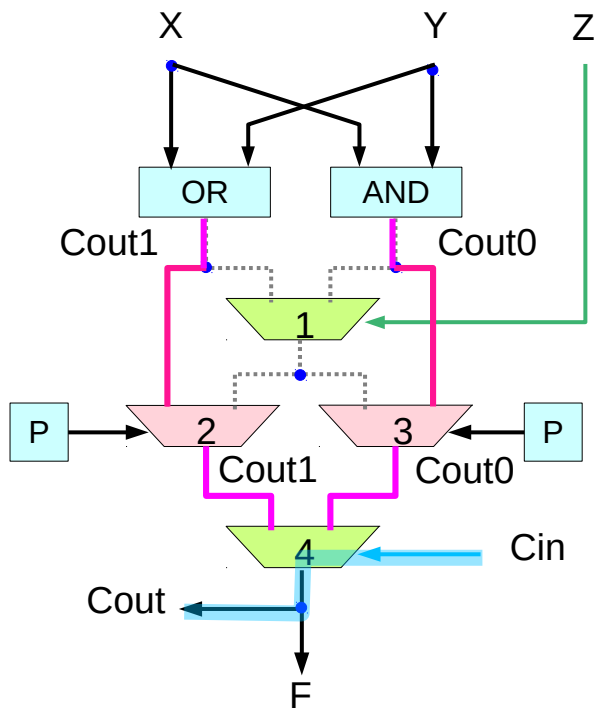 X Y Z
OR AND
Cout1 Cout0
1
P 2 3 P
Cout1 Cout0
4 Cin
Cout
F